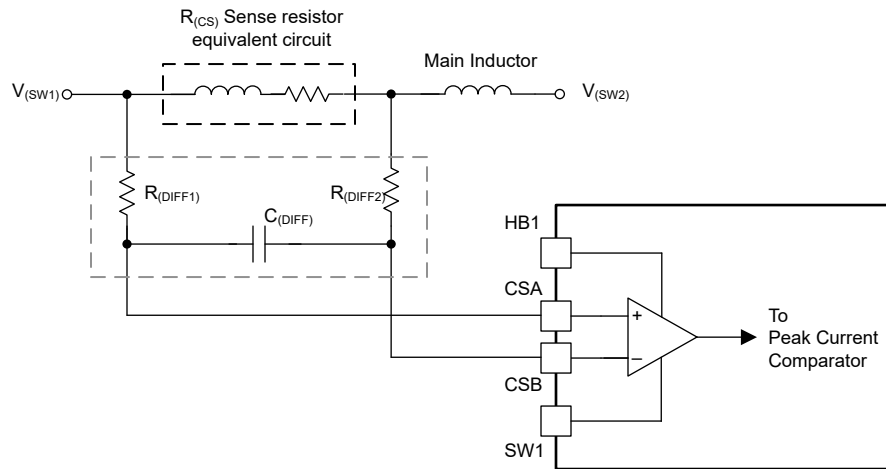 R(CS) Sense resistor
equivalent circuit
Main Inductor
V(SW1)
V(SW2)
R(DIFF1)
R(DIFF2)
C(DIFF)
HB1
CSA
+
To
Peak Current
Comparator
–
CSB
SW1